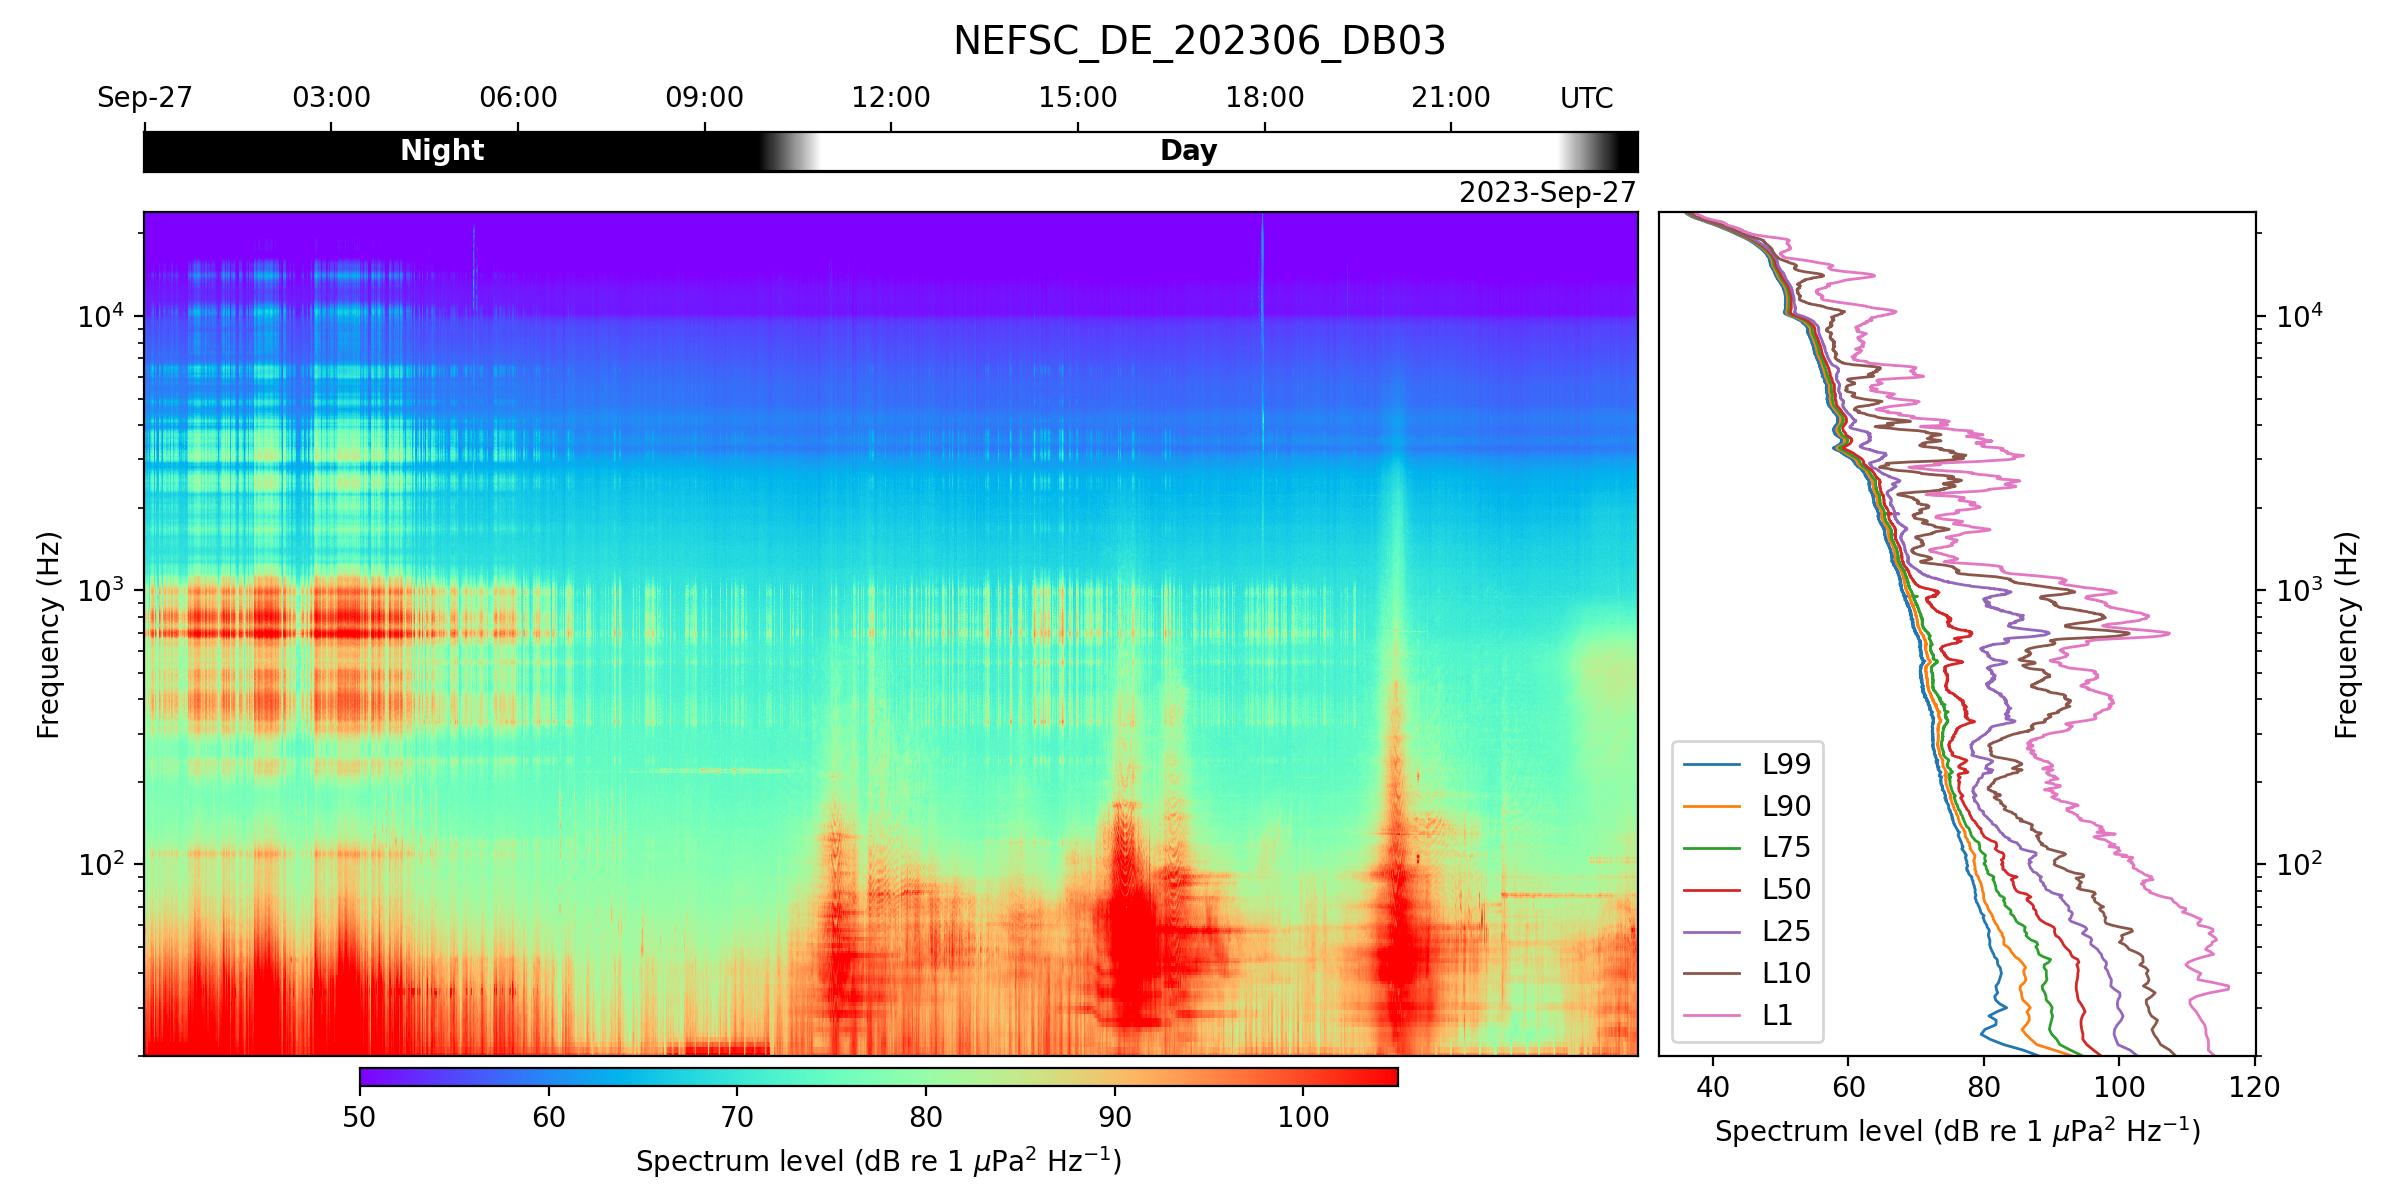 NEFSC_DE_202306_DB03
Sep-27 03:00 06:00 09:00 12:00 15:00 18:00 21:00 UTC
Night Day
2023-Sep-27
10⁴
10³
10²
Frequency (Hz)
10⁴
10³
10²
Frequency (Hz)
L99
L90
L75
L50
L25
L10
L1
40 60 80 100 120
Spectrum level (dB re 1 μPa² Hz⁻¹)
50 60 70 80 90 100
Spectrum level (dB re 1 μPa² Hz⁻¹)